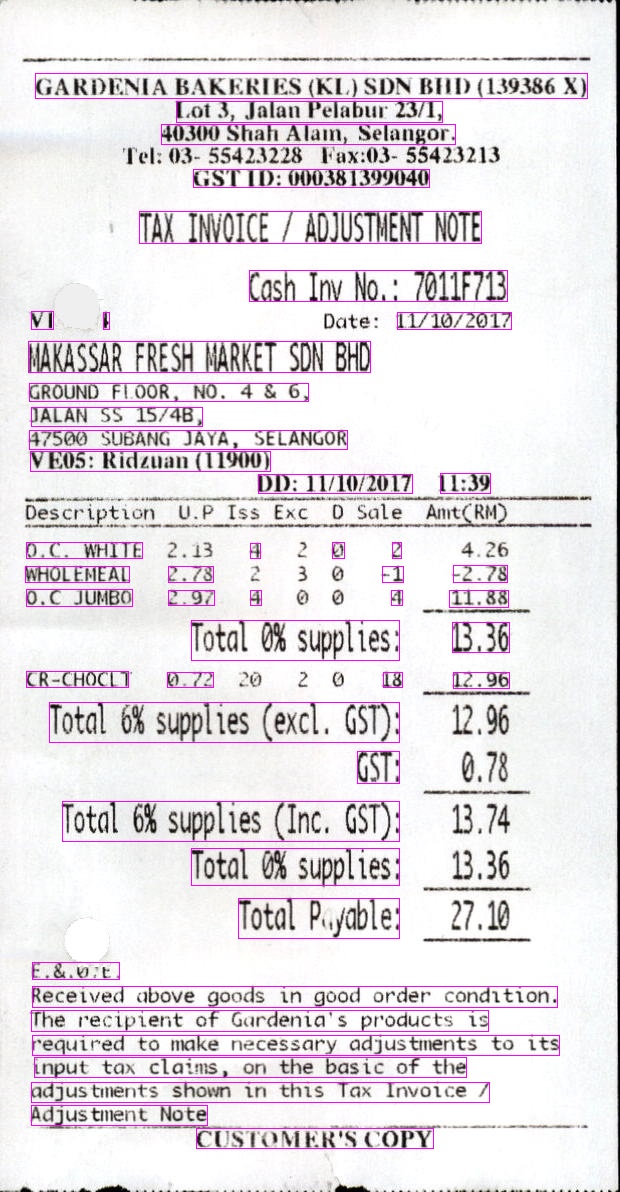 GARDENIA BAKERIES (KL) SDN BHD (139386 X)
Lot 3, Jalan Pelabur 23/1,
40300 Shah Alam, Selangor.
Tel: 03- 55423228 Fax:03- 55423213
GST ID: 000381399040
TAX INVOICE / ADJUSTMENT NOTE
Cash Inv No.: 7011F713
Date: 11/10/2017
MAKASSAR FRESH MARKET SDN BHD
GROUND FLOOR, NO. 4 & 6,
JALAN SS 15/4B,
47500 SUBANG JAYA, SELANGOR
VE05: Ridzuan (11900)
DD: 11/10/2017 11:39
Description U.P Iss Exc D Sale Amt(RM)
O.C. WHITE 2.13 4 2 0 2 4.26
WHOLEMEAL 2.78 2 3 0 -1 -2.78
O.C JUMBO 2.97 4 0 0 4 11.88
Total 0% supplies: 13.36
CR-CHOCLT 0.72 20 2 0 18 12.96
Total 6% supplies (excl. GST): 12.96
GST: 0.78
Total 6% supplies (Inc. GST): 13.74
Total 0% supplies: 13.36
Total Payable: 27.10
E.&.O.E.
Received above goods in good order condition.
The recipient of Gardenia's products is
required to make necessary adjustments to its
input tax claims, on the basic of the
adjustments shown in this Tax Invoice /
Adjustment Note
CUSTOMER'S COPY